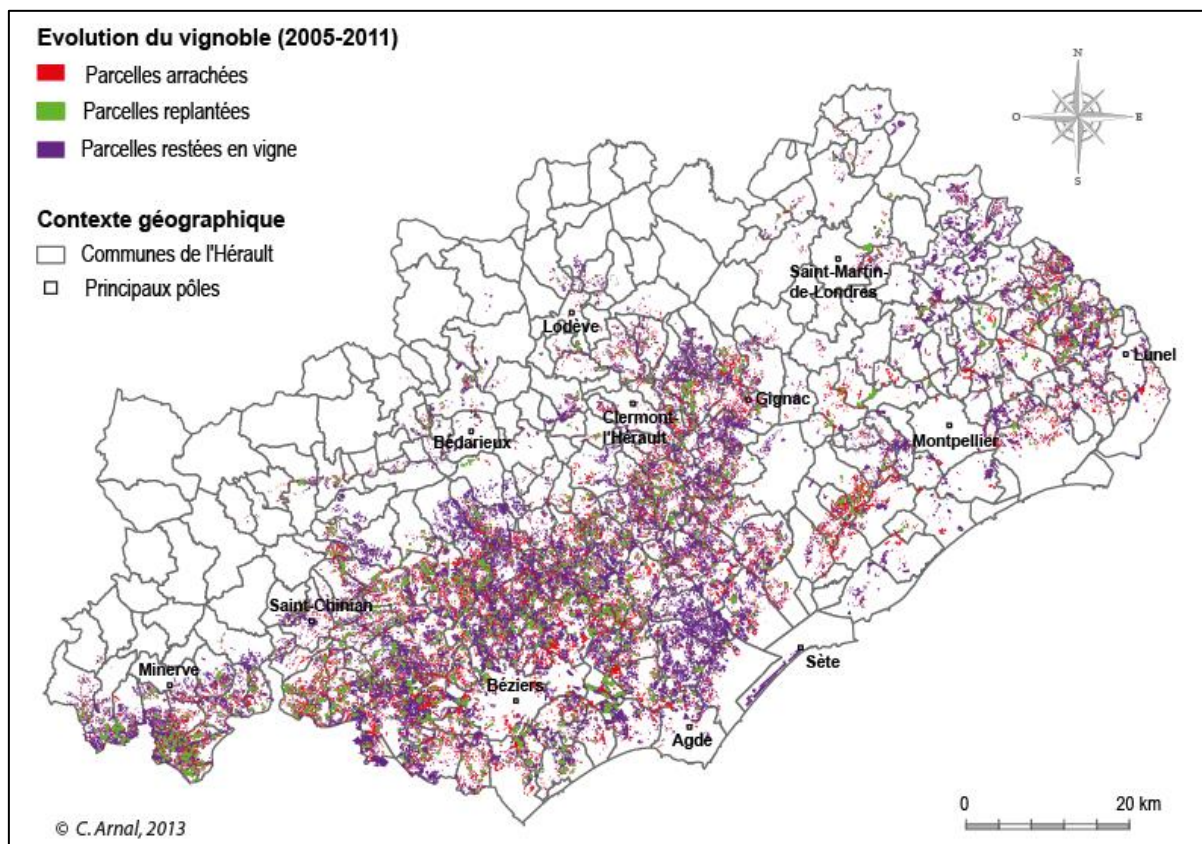 Evolution du vignoble (2005-2011)
Parcelles arrachées
Parcelles replantées
Parcelles restées en vigne
Contexte géographique
Communes de l'Hérault
Principaux pôles
N
O
E
S
Saint-Martin-
de-Londres
Lodève
Lunel
Gignac
Clermont-
l'Hérault
Bédarieux
Montpellier
Saint-Chinian
Sète
Minerve
Béziers
Agde
0
20 km
© C. Arnal, 2013